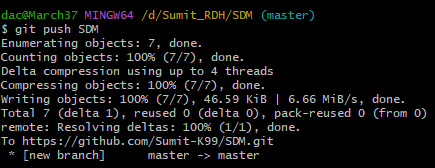 dac@March37 MINGW64 /d/Sumit_RDH/SDM (master)
$ git push SDM
Enumerating objects: 7, done.
Counting objects: 100% (7/7), done.
Delta compression using up to 4 threads
Compressing objects: 100% (7/7), done.
Writing objects: 100% (7/7), 46.59 KiB | 6.66 MiB/s, done.
Total 7 (delta 1), reused 0 (delta 0), pack-reused 0 (from 0)
remote: Resolving deltas: 100% (1/1), done.
To https://github.com/Sumit-K99/SDM.git
 * [new branch]      master -> master